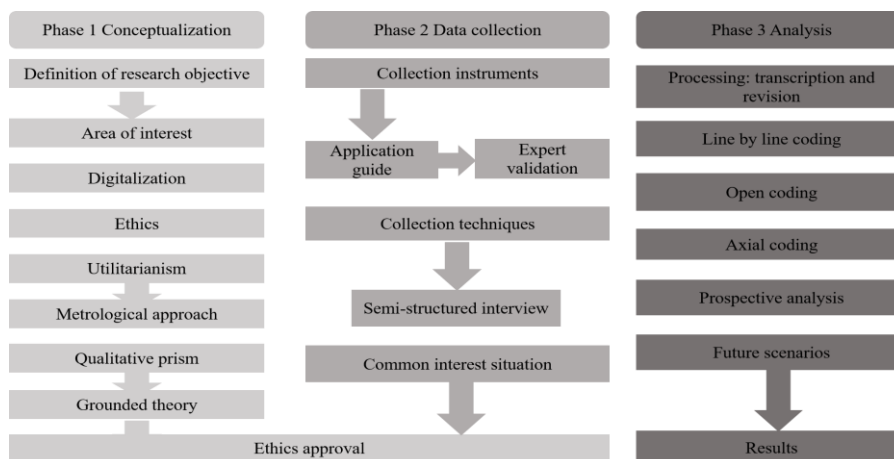 Phase 1 Conceptualization
Definition of research objective
Area of interest
Digitalization
Ethics
Utilitarianism
Metrological approach
Qualitative prism
Grounded theory
Phase 2 Data collection
Collection instruments
Application
guide
Expert
validation
Collection techniques
Semi-structured interview
Common interest situation
Ethics approval
Phase 3 Analysis
Processing: transcription and
revision
Line by line coding
Open coding
Axial coding
Prospective analysis
Future scenarios
Results